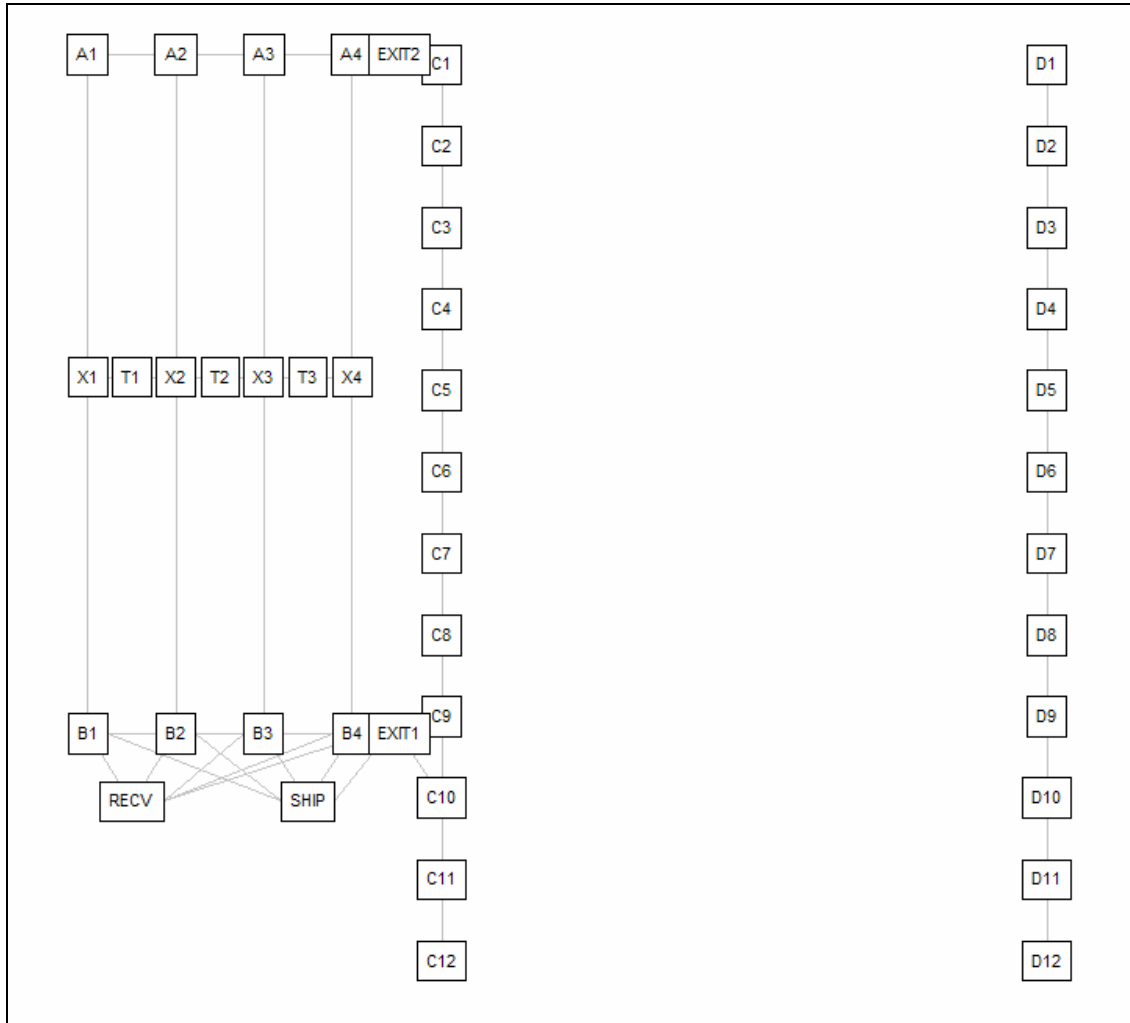 A1 A2 A3 A4 EXIT2
C1 D1
C2 D2
C3 D3
C4 D4
X1 T1 X2 T2 X3 T3 X4
C5 D5
C6 D6
C7 D7
C8 D8
C9 D9
B1 B2 B3 B4 EXIT1
RECV SHIP C10 D10
C11 D11
C12 D12